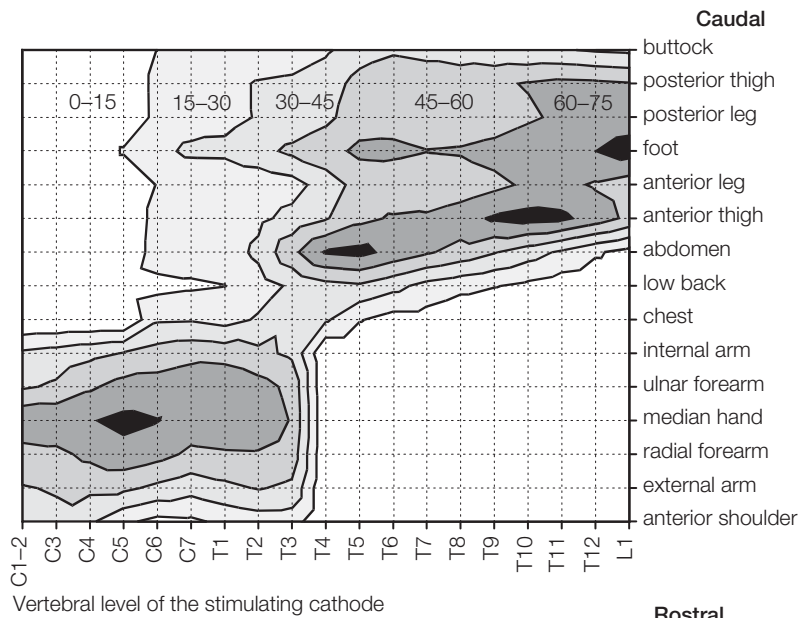 Caudal
buttock
posterior thigh
0–15 15–30 30–45 45–60 60–75
posterior leg
foot
anterior leg
anterior thigh
abdomen
low back
chest
internal arm
ulnar forearm
median hand
radial forearm
external arm
anterior shoulder
C1–2 C3 C4 C5 C6 C7 T1 T2 T3 T4 T5 T6 T7 T8 T9 T10 T11 T12 L1
Vertebral level of the stimulating cathode
Rostral